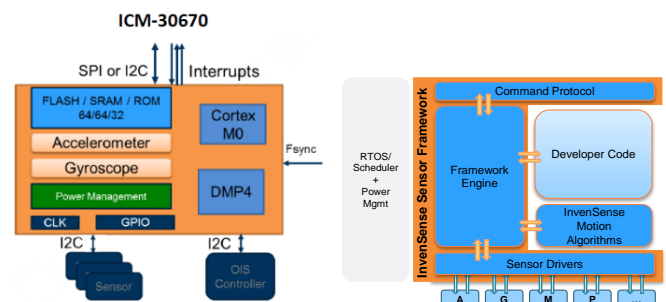 ICM-30670
SPI or I2C
Interrupts
FLASH / SRAM / ROM
64/64/32
Accelerometer
Gyroscope
Power Management
CLK
GPIO
Cortex
M0
DMP4
Fsync
I2C
I2C
Sensor
OIS
Controller
RTOS/
Scheduler
+
Power
Mgmt
InvenSense Sensor Framework
Command Protocol
Framework
Engine
Developer Code
InvenSense
Motion
Algorithms
Sensor Drivers
A
G
M
P
...